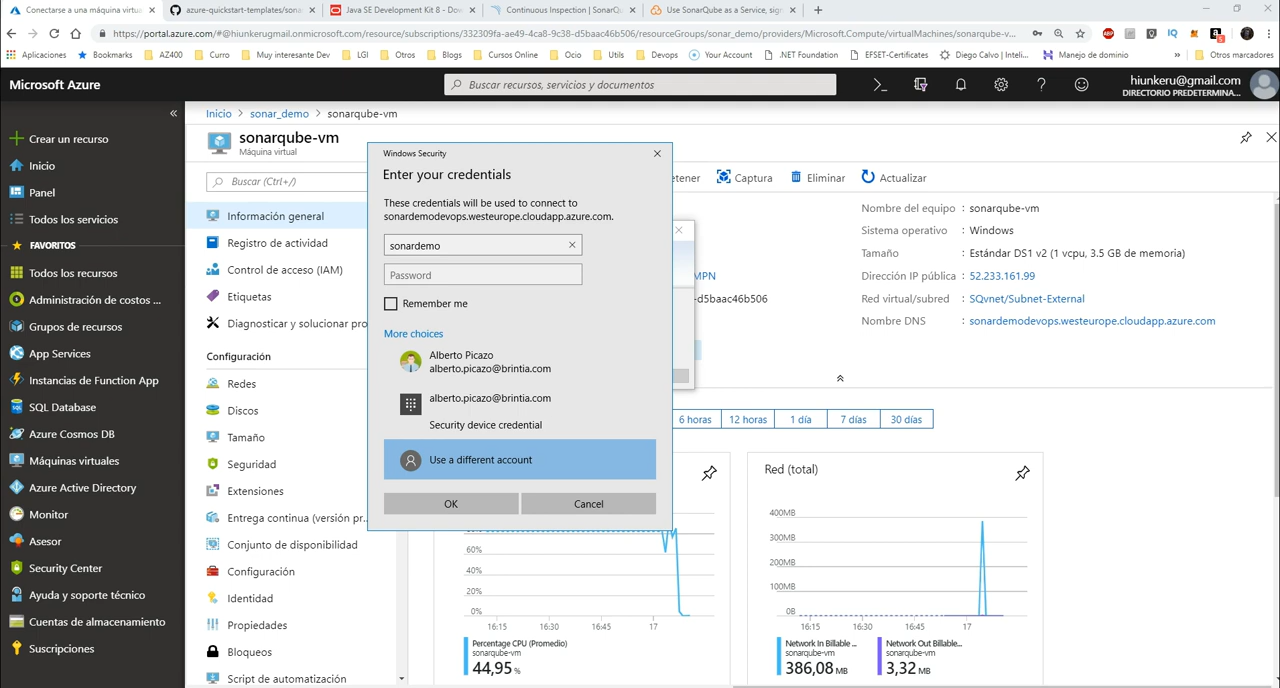 Conectarse a una máquina virtual
azure-quickstart-templates/sona
Java SE Development Kit 8 - Dow
Continuous Inspection | SonarQu
Use SonarQube as a Service, sig
https://portal.azure.com/#@hiunkerugmail.onmicrosoft.com/resource/subscriptions/332309fa-ae49-4ca8-9c38-d5baac46b506/resourceGroups/sonar_demo/providers/Microsoft.Compute/virtualMachines/sonarqube-v...
Aplicaciones
Bookmarks
AZ400
Curro
Muy interesante Dev
LGI
Otros
Blogs
Cursos Online
Ocio
Utils
Devops
Your Account
.NET Foundation
EFSET-Certificates
Diego Calvo | Inteli...
Manejo de dominio
»
Otros marcadores
Microsoft Azure
Buscar recursos, servicios y documentos
hiunkeru@gmail.com
DIRECTORIO PREDETERMINA...
«
Crear un recurso
Inicio
Panel
Todos los servicios
FAVORITOS
Todos los recursos
Administración de costos ...
Grupos de recursos
App Services
Instancias de Function App
SQL Database
Azure Cosmos DB
Máquinas virtuales
Azure Active Directory
Monitor
Asesor
Security Center
Ayuda y soporte técnico
Cuentas de almacenamiento
Suscripciones
Inicio > sonar_demo > sonarqube-vm
sonarqube-vm
Máquina virtual
Buscar (Ctrl+/)
Información general
Registro de actividad
Control de acceso (IAM)
Etiquetas
Diagnosticar y solucionar pro
Configuración
Redes
Discos
Tamaño
Seguridad
Extensiones
Entrega continua (versión pr...
Conjunto de disponibilidad
Configuración
Identidad
Propiedades
Bloqueos
Script de automatización
Windows Security
Enter your credentials
These credentials will be used to connect to
sonardemodevops.westeurope.cloudapp.azure.com.
sonardemo
Password
Remember me
More choices
Alberto Picazo
alberto.picazo@brintia.com
alberto.picazo@brintia.com
Security device credential
Use a different account
OK
Cancel
etener
Captura
Eliminar
Actualizar
MPN
-d5baac46b506
Nombre del equipo : sonarqube-vm
Sistema operativo : Windows
Tamaño : Estándar DS1 v2 (1 vcpu, 3.5 GB de memoria)
Dirección IP pública : 52.233.161.99
Red virtual/subred : SQvnet/Subnet-External
Nombre DNS : sonardemodevops.westeurope.cloudapp.azure.com
6 horas
12 horas
1 día
7 días
30 días
60%
40%
20%
0%
16:15
16:30
16:45
17
Percentage CPU (Promedio)
sonarqube-vm
44,95 %
Red (total)
400MB
300MB
200MB
100MB
0B
16:15
16:30
16:45
17
Network In Billable ...
sonarqube-vm
386,08 MB
Network Out Billabl...
sonarqube-vm
3,32 MB